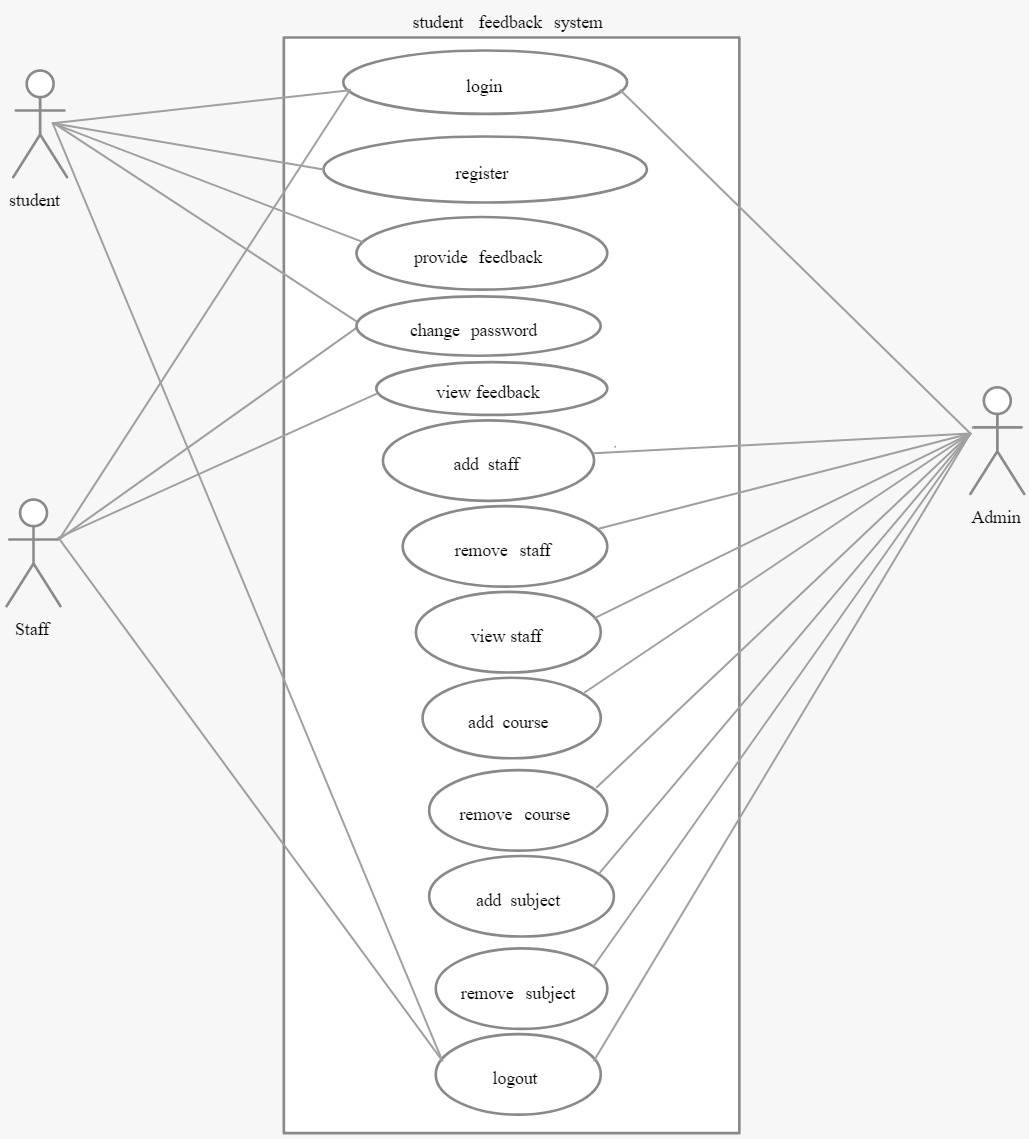 student feedback system
login
register
student
provide feedback
change password
view feedback
add staff
Admin
remove staff
Staff
view staff
add course
remove course
add subject
remove subject
logout